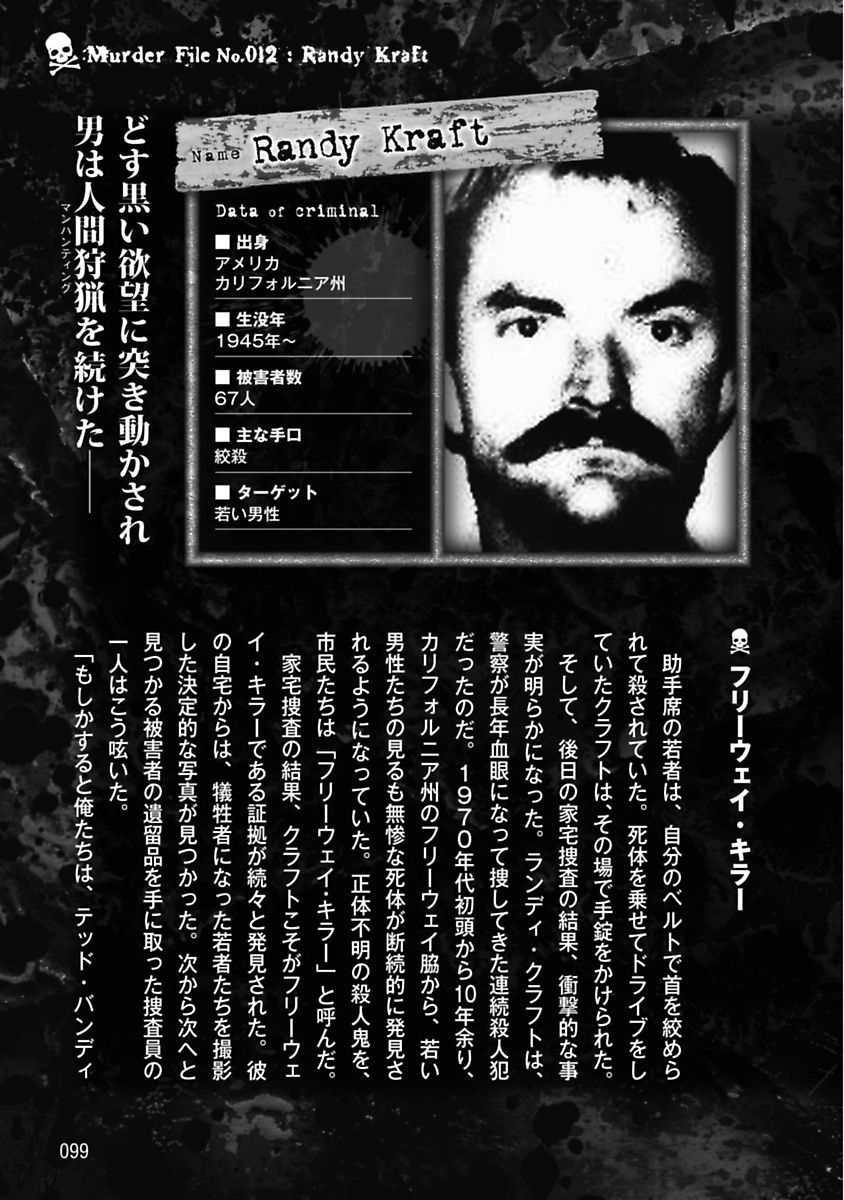 Murder File No.012 : Randy Kraft
Name Randy Kraft
Data of criminal
■ 出身
アメリカ
カリフォルニア州
■ 生没年
1945年～
■ 被害者数
67人
■ 主な手口
絞殺
■ ターゲット
若い男性
どす黒い欲望に突き動かされ
男は人間狩猟を続けた――
マンハンティング
フリーウェイ・キラー
助手席の若者は、自分のベルトで首を絞めら
れて殺されていた。死体を乗せてドライブをし
ていたクラフトは、その場で手錠をかけられた。
そして、後日の家宅捜査の結果、衝撃的な事
実が明らかになった。ランディ・クラフトは、
警察が長年血眼になって捜してきた連続殺人犯
だったのだ。1970年代初頭から10年余り、
カリフォルニア州のフリーウェイ脇から、若い
男性たちの見るも無惨な死体が断続的に発見さ
れるようになっていた。正体不明の殺人鬼を、
市民たちは「フリーウェイ・キラー」と呼んだ。
家宅捜査の結果、クラフトこそがフリーウェ
イ・キラーである証拠が続々と発見された。彼
の自宅からは、犠牲者になった若者たちを撮影
した決定的な写真が見つかった。次から次へと
見つかる被害者の遺留品を手に取った捜査員の
一人はこう呟いた。
「もしかすると俺たちは、テッド・バンディ
099